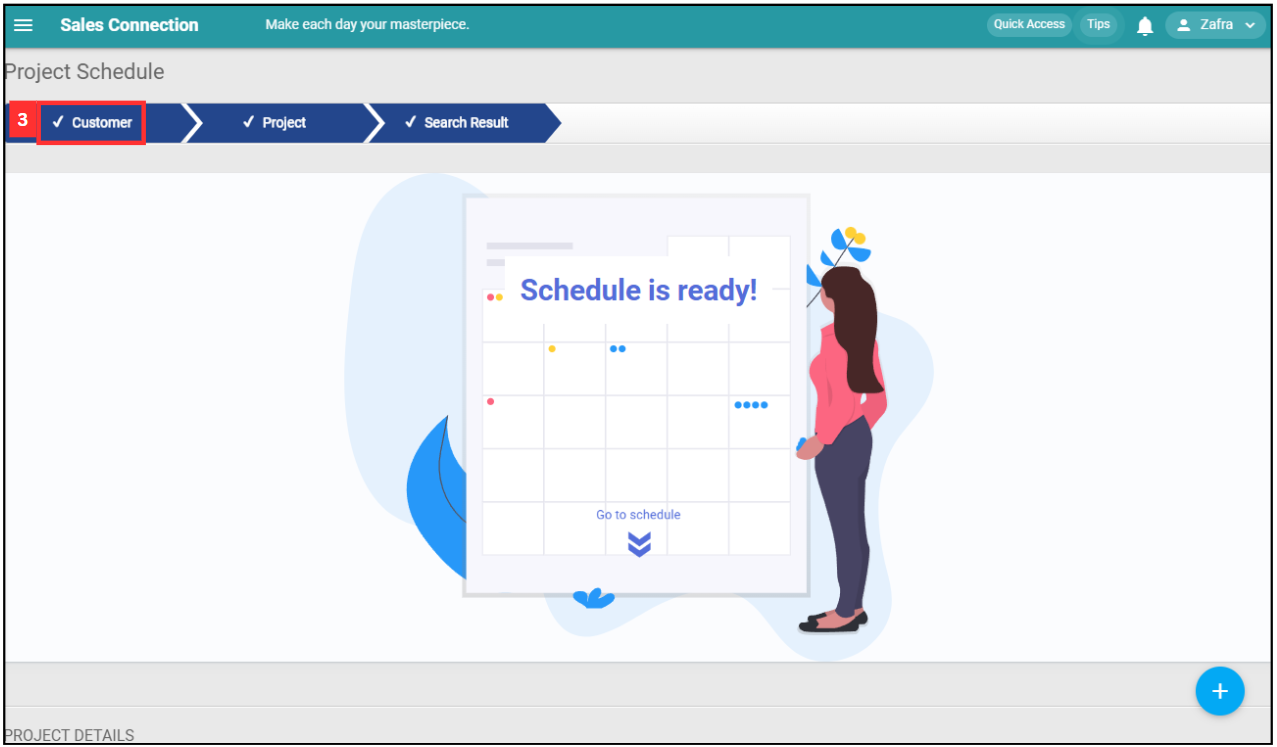 Sales Connection Make each day your masterpiece. Quick Access Tips Zafra
Project Schedule
3 ✓ Customer ✓ Project ✓ Search Result
Schedule is ready!
Go to schedule
+
PROJECT DETAILS